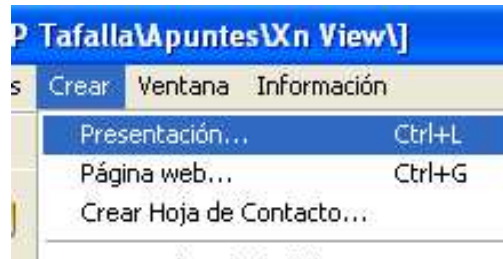 P Tafalla\Apuntes\Xn View\]
s Crear Ventana Información
Presentación... Ctrl+L
Página web... Ctrl+G
Crear Hoja de Contacto...